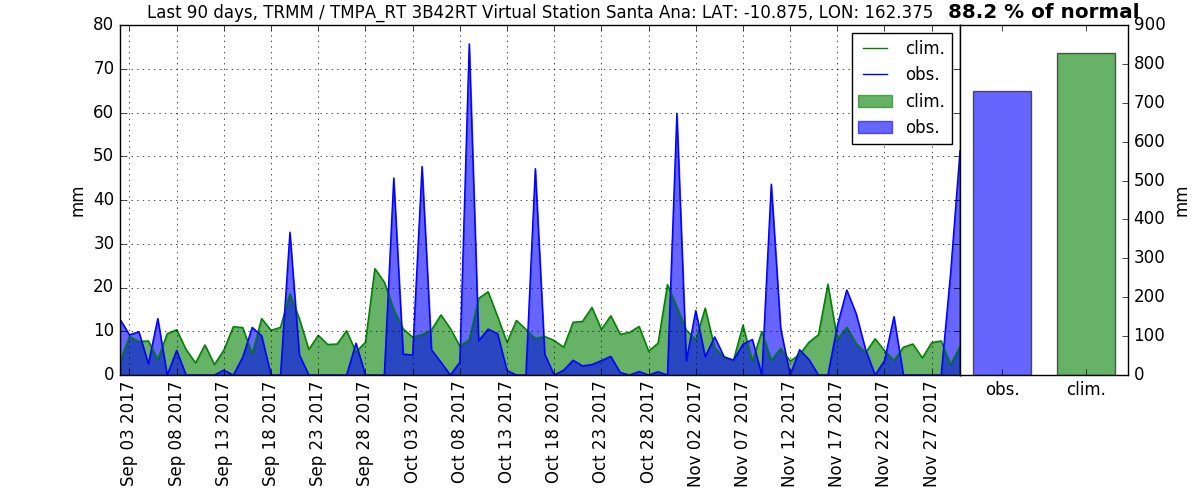 Last 90 days, TRMM / TMPA_RT 3B42RT Virtual Station Santa Ana: LAT: -10.875, LON: 162.375 88.2 % of normal
80
70
60
50
40
30
20
10
0
mm
clim.
obs.
clim.
obs.
Sep 03 2017
Sep 08 2017
Sep 13 2017
Sep 18 2017
Sep 23 2017
Sep 28 2017
Oct 03 2017
Oct 08 2017
Oct 13 2017
Oct 18 2017
Oct 23 2017
Oct 28 2017
Nov 02 2017
Nov 07 2017
Nov 12 2017
Nov 17 2017
Nov 22 2017
Nov 27 2017
900
800
700
600
500
400
300
200
100
0
mm
obs.
clim.